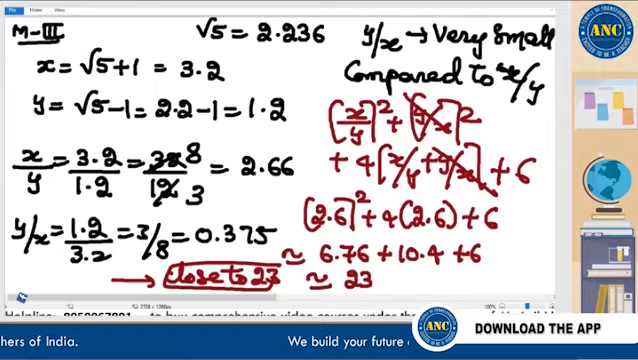 M-III
√5 = 2.236
y/x → Very Small Compared to x/y
x = √5+1 = 3.2
y = √5-1 = 2.2-1 = 1.2
x/y = 3.2/1.2 = 32 8/12 3 = 2.66
y/x = 1.2/3.2 = 3/8 = 0.375
[x/y]² + [y/x]²
+ 4[x/y + y/x] + 6
(2.6)² + 4(2.6) + 6
≈ 6.76 + 10.4 + 6
≈ 23
→ close to 23
ANC
hers of India.
We build your future
ANC
DOWNLOAD THE APP